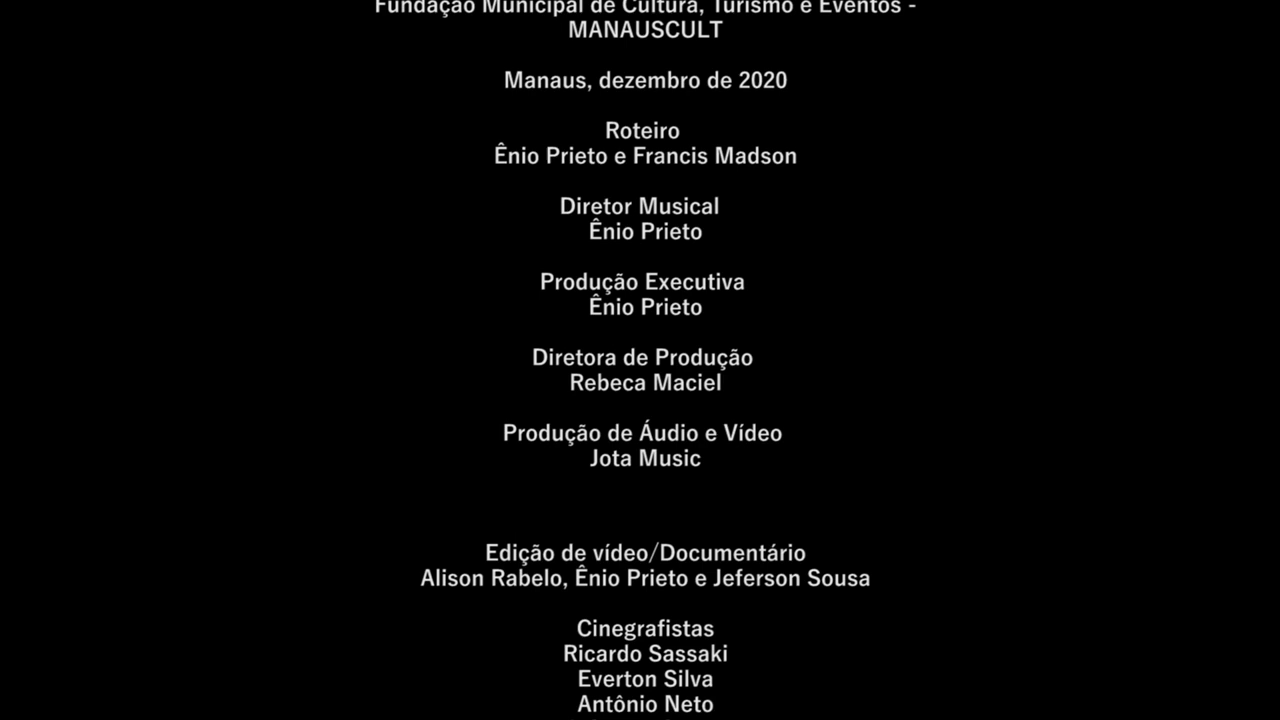 Fundação Municipal de Cultura, Turismo e Eventos -
MANAUSCULT
Manaus, dezembro de 2020
Roteiro
Ênio Prieto e Francis Madson
Diretor Musical
Ênio Prieto
Produção Executiva
Ênio Prieto
Diretora de Produção
Rebeca Maciel
Produção de Áudio e Vídeo
Jota Music
Edição de vídeo/Documentário
Alison Rabelo, Ênio Prieto e Jeferson Sousa
Cinegrafistas
Ricardo Sassaki
Everton Silva
Antônio Neto